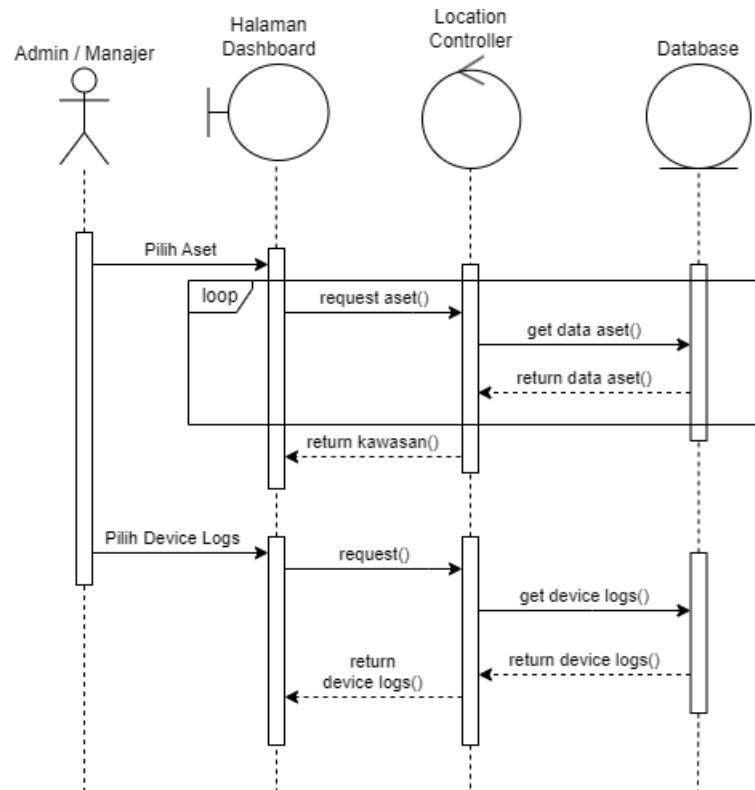 Admin / Manajer
Halaman
Dashboard
Location
Controller
Database
Pilih Aset
loop
request aset()
get data aset()
return data aset()
return kawasan()
Pilih Device Logs
request()
get device logs()
return device logs()
return
device logs()